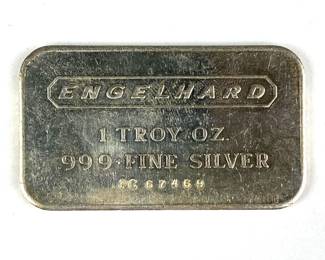 ENGELHARD
1 TROY OZ.
999+FINE SILVER